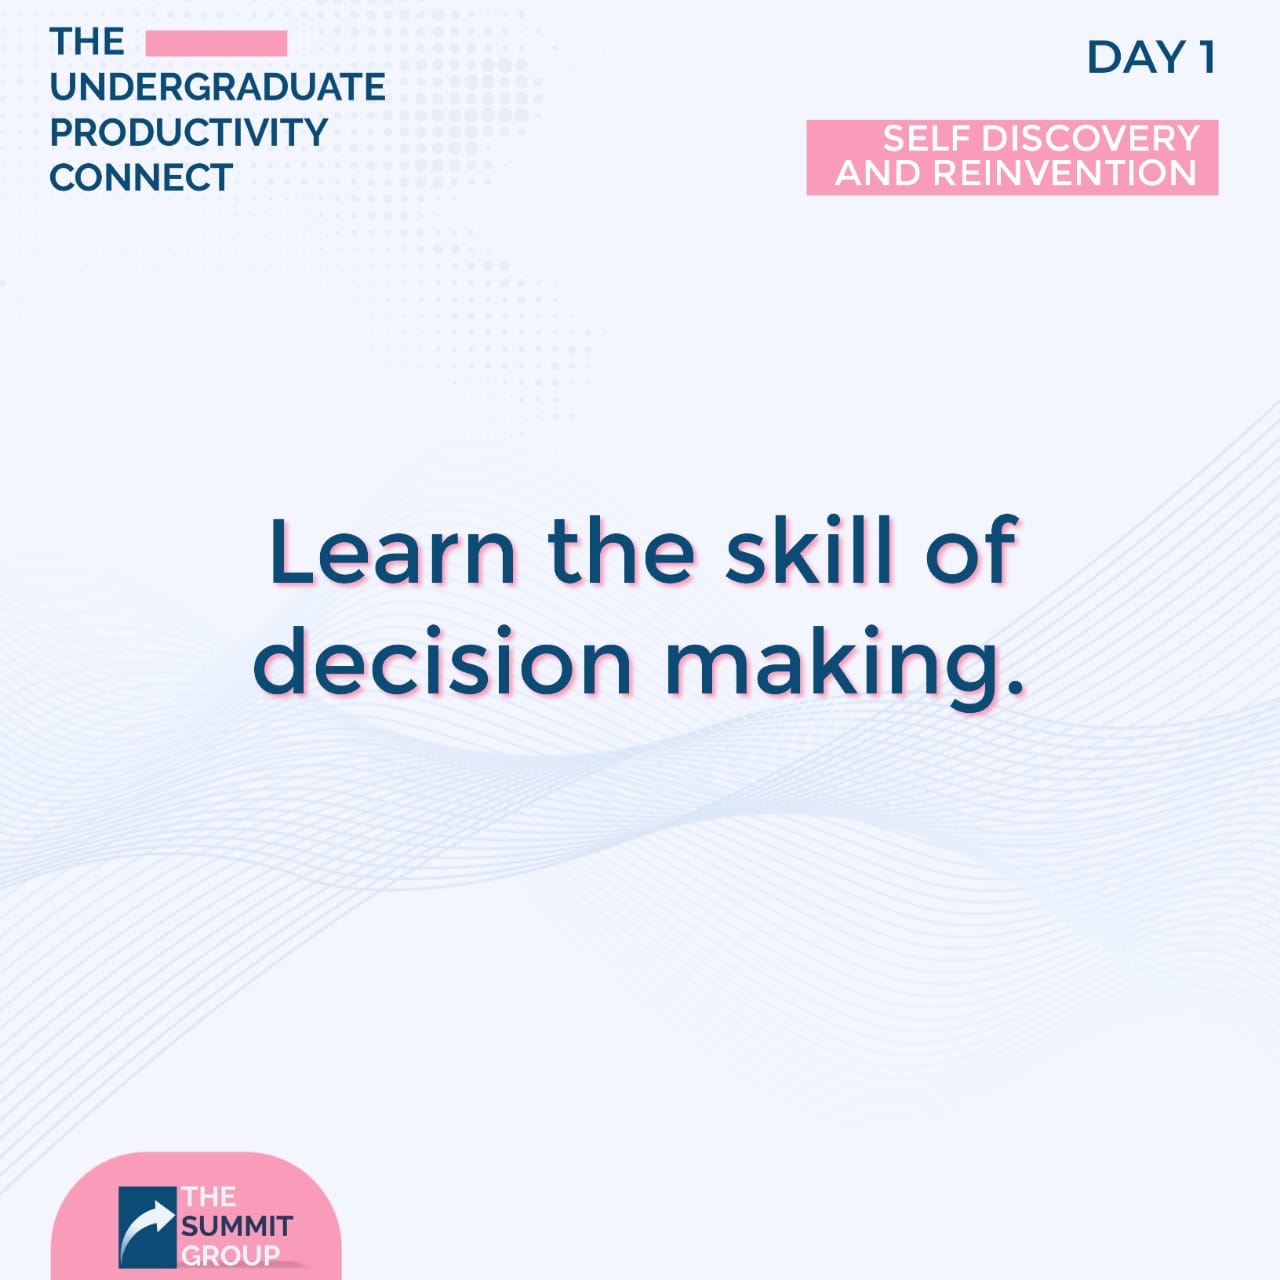 THE
UNDERGRADUATE
PRODUCTIVITY
CONNECT
DAY 1
SELF DISCOVERY
AND REINVENTION
Learn the skill of
decision making.
THE
SUMMIT
GROUP